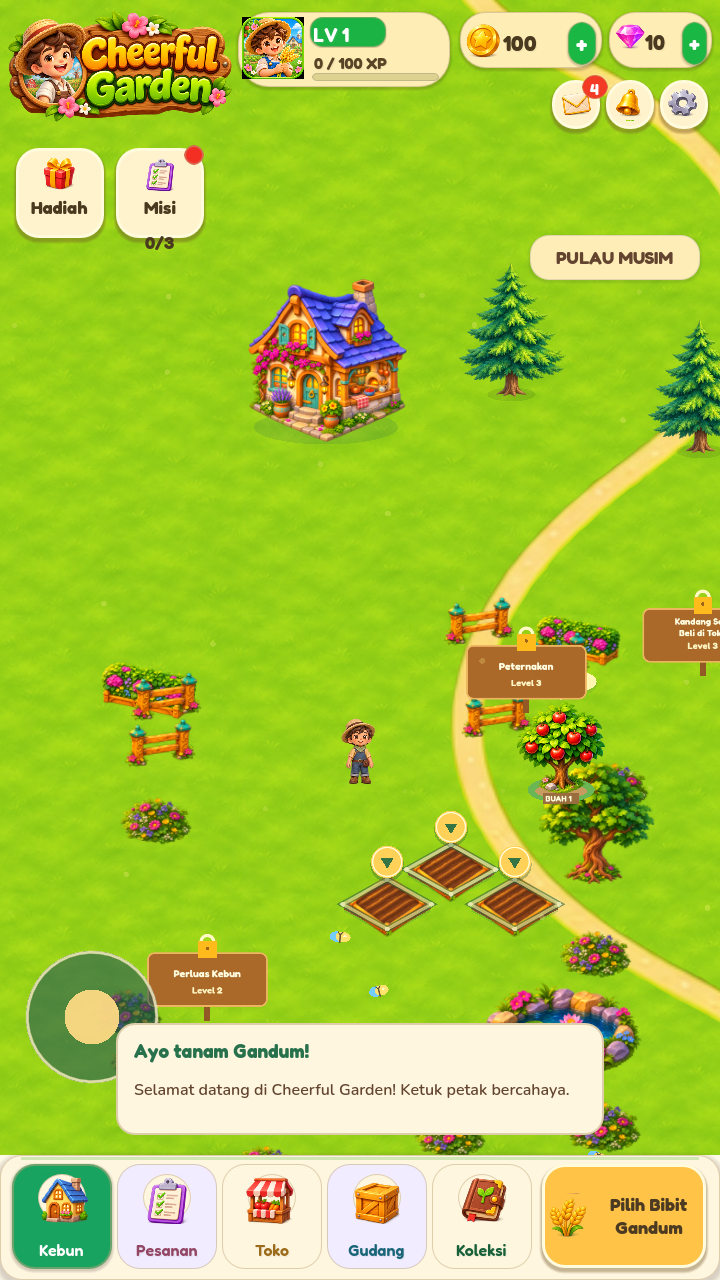 Cheerful
Garden
LV 1
0 / 100 XP
100
+
10
+
4
Hadiah
Misi
0/3
PULAU MUSIM
Beli di
Level 3
Peternakan
Level 3
BUAH 1
Perluas Kebun
Level 2
Ayo tanam Gandum!
Selamat datang di Cheerful Garden! Ketuk petak bercahaya.
Kebun
Pesanan
Toko
Gudang
Koleksi
Pilih Bibit
Gandum